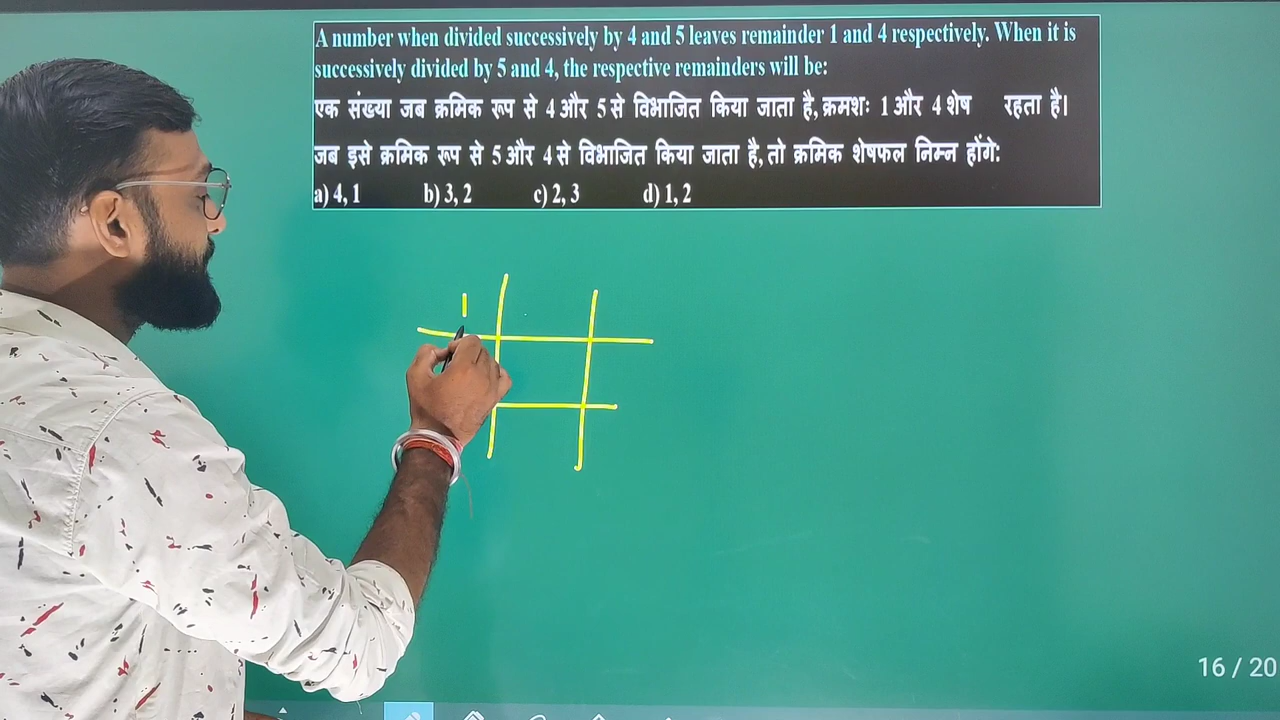 A number when divided successively by 4 and 5 leaves remainder 1 and 4 respectively. When it is
successively divided by 5 and 4, the respective remainders will be:
एक संख्या जब क्रमिक रूप से 4 और 5 से विभाजित किया जाता है, क्रमशः 1 और 4 शेष रहता है।
जब इसे क्रमिक रूप से 5 और 4 से विभाजित किया जाता है, तो क्रमिक शेषफल निम्न होंगे:
a) 4, 1 b) 3, 2 c) 2, 3 d) 1, 2
1
16 / 20